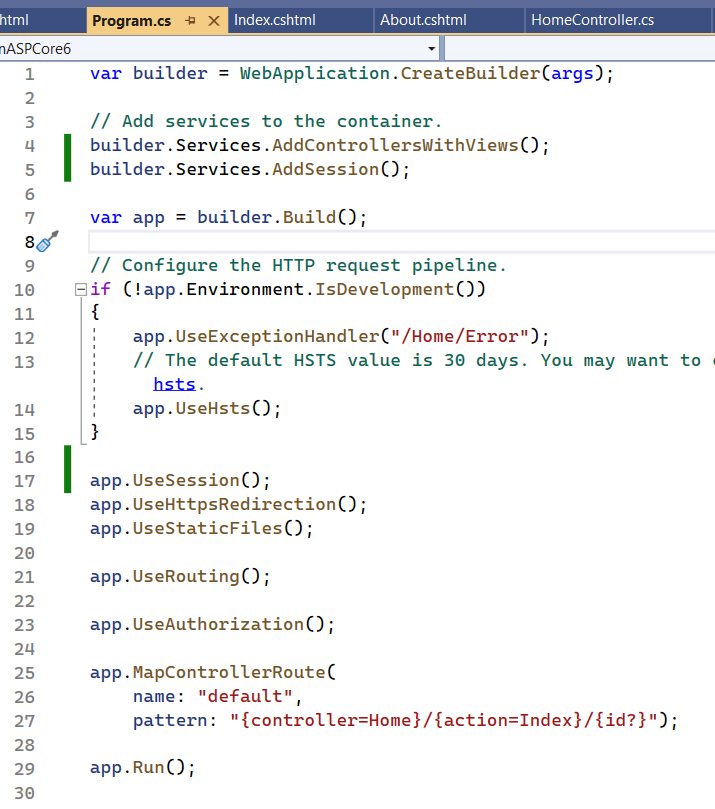 html Program.cs Index.cshtml About.cshtml HomeController.cs
nASPCore6
1 var builder = WebApplication.CreateBuilder(args);
2
3 // Add services to the container.
4 builder.Services.AddControllersWithViews();
5 builder.Services.AddSession();
6
7 var app = builder.Build();
8
9 // Configure the HTTP request pipeline.
10 if (!app.Environment.IsDevelopment())
11 {
12 app.UseExceptionHandler("/Home/Error");
13 // The default HSTS value is 30 days. You may want to
hsts.
14 app.UseHsts();
15 }
16
17 app.UseSession();
18 app.UseHttpsRedirection();
19 app.UseStaticFiles();
20
21 app.UseRouting();
22
23 app.UseAuthorization();
24
25 app.MapControllerRoute(
26 name: "default",
27 pattern: "{controller=Home}/{action=Index}/{id?}");
28
29 app.Run();
30